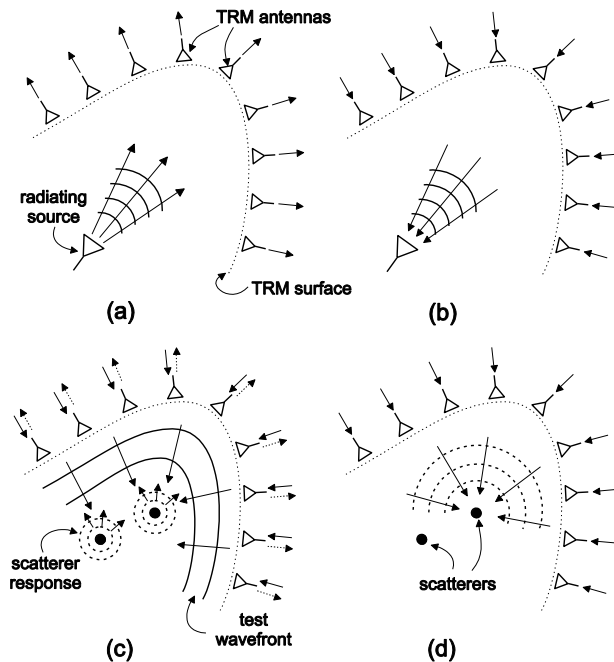 TRM antennas
radiating
source
TRM surface
(a)
(b)
scatterer
response
test
wavefront
scatterers
(c)
(d)